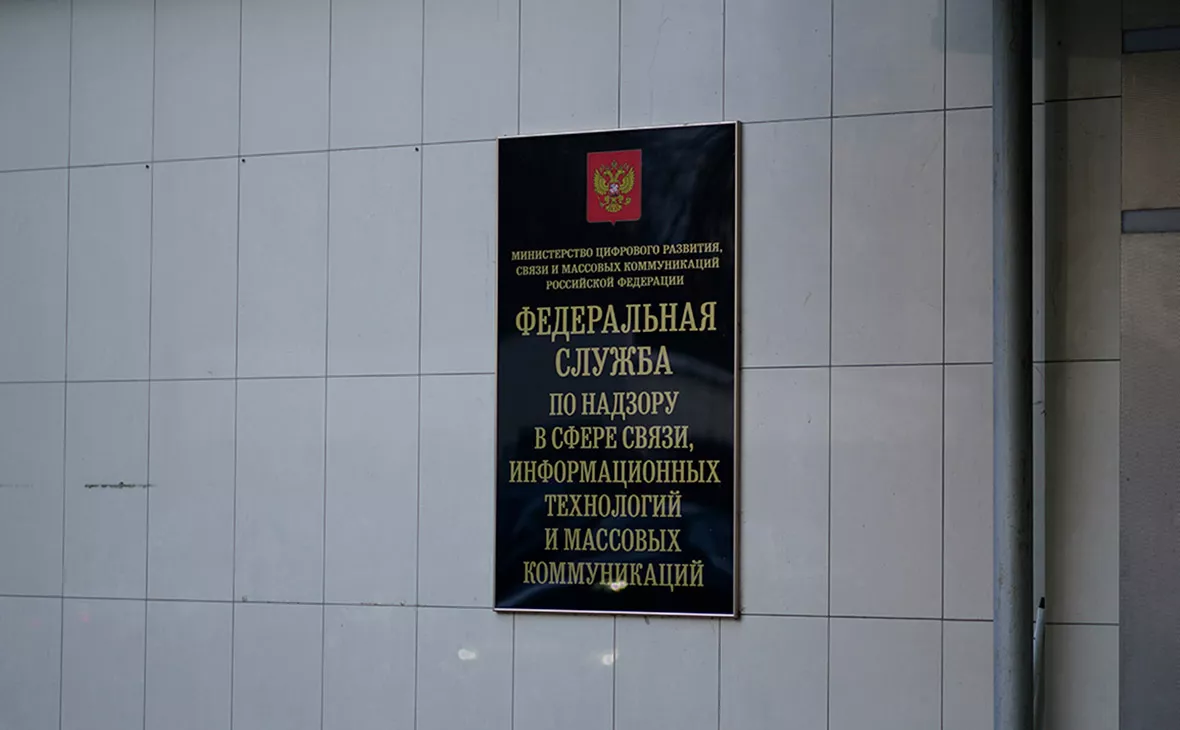 МИНИСТЕРСТВО ЦИФРОВОГО РАЗВИТИЯ,
СВЯЗИ И МАССОВЫХ КОММУНИКАЦИЙ
РОССИЙСКОЙ ФЕДЕРАЦИИ
ФЕДЕРАЛЬНАЯ
СЛУЖБА
ПО НАДЗОРУ
В СФЕРЕ СВЯЗИ,
ИНФОРМАЦИОННЫХ
ТЕХНОЛОГИЙ
И МАССОВЫХ
КОММУНИКАЦИЙ